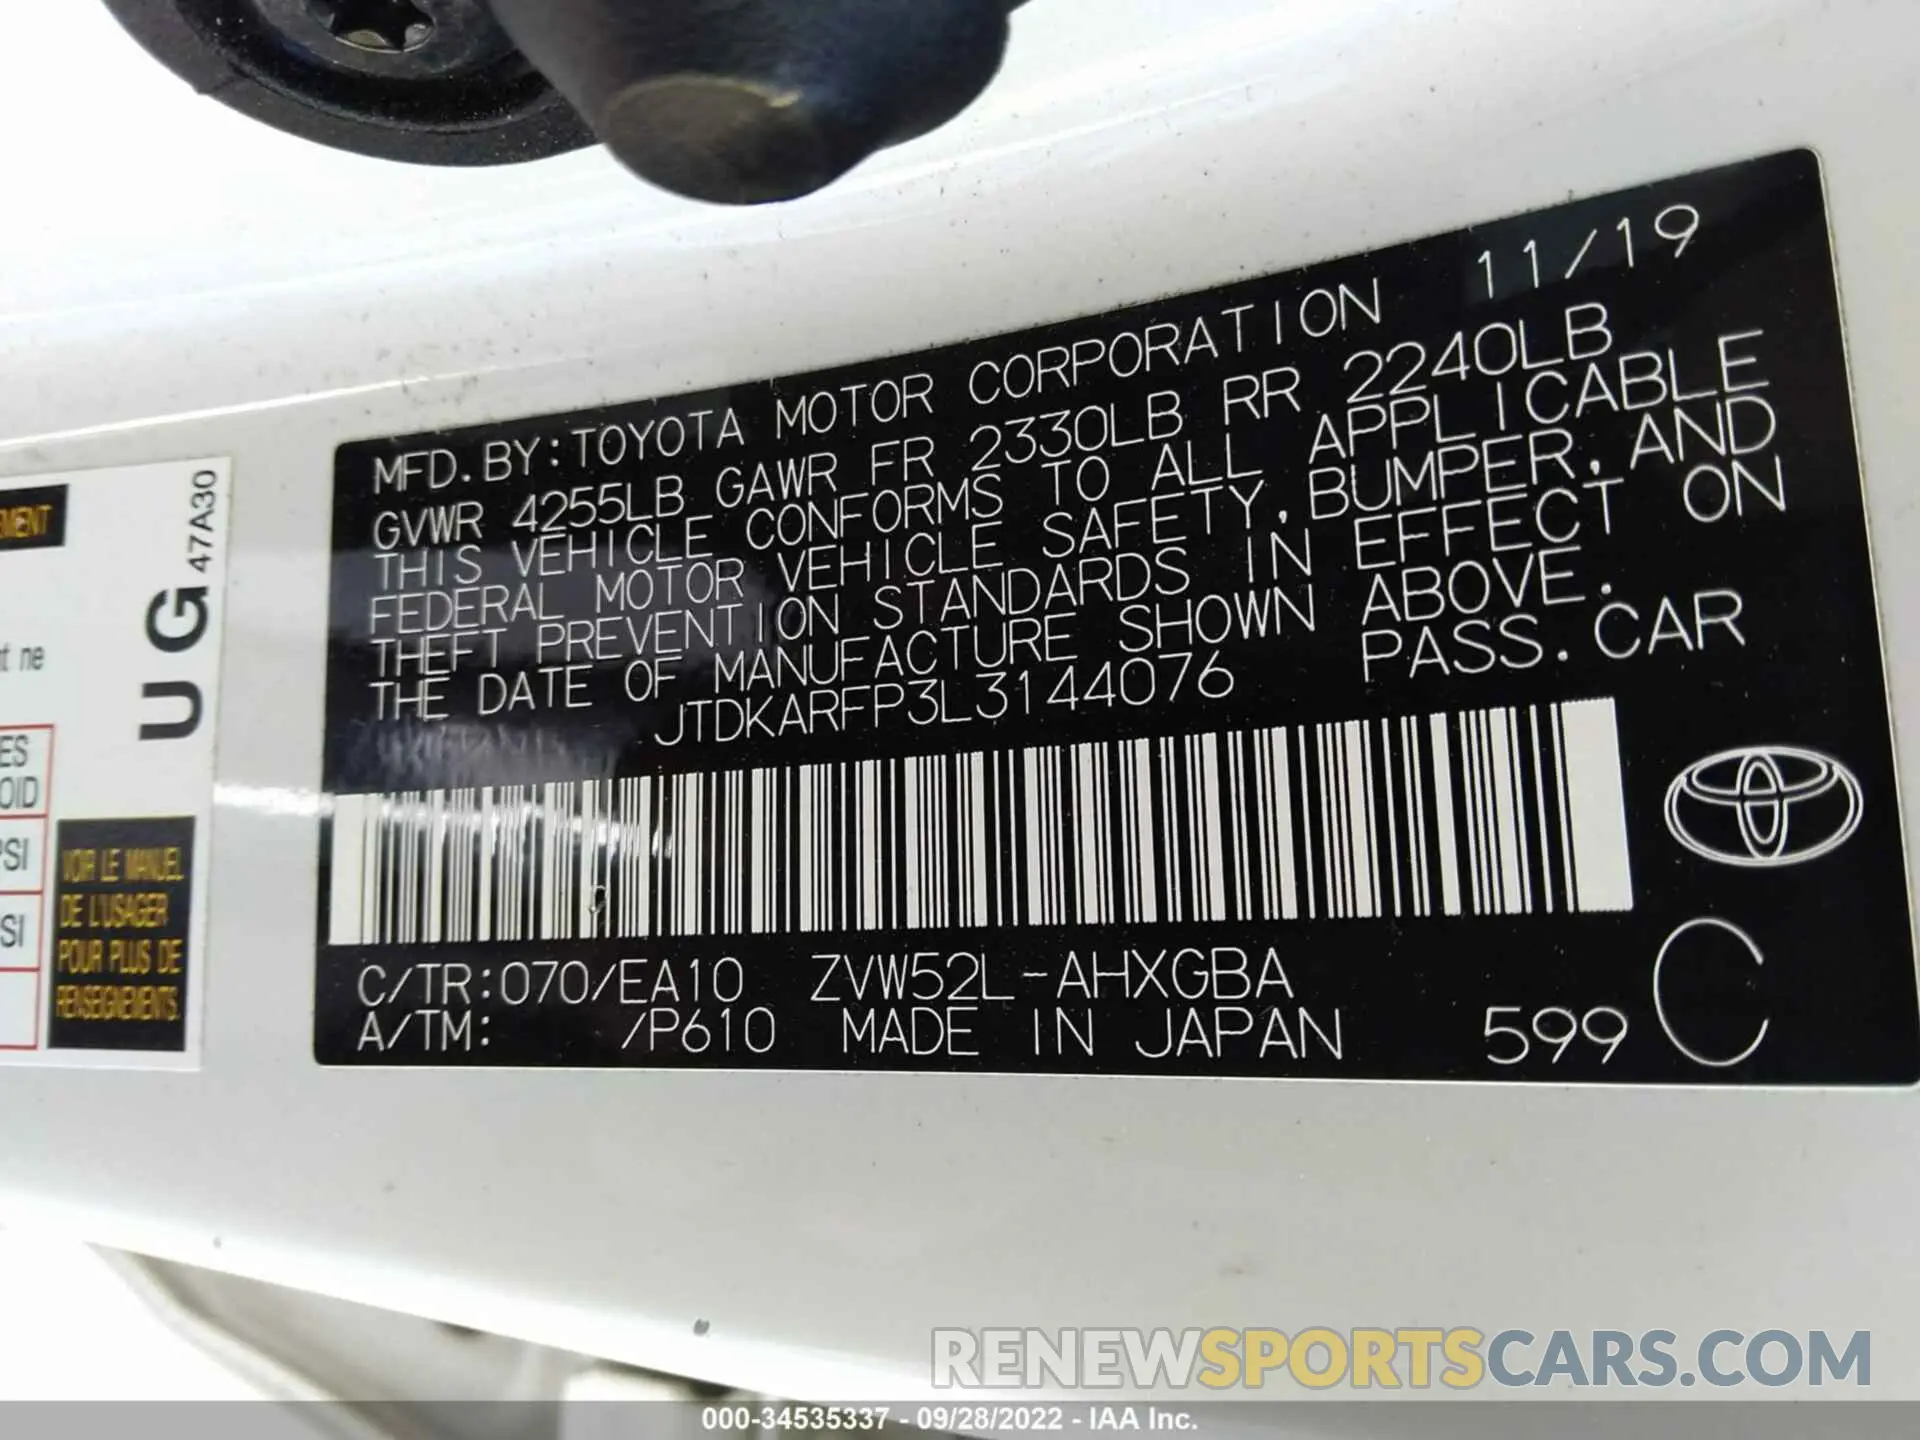 MFD.BY:TOYOTA MOTOR CORPORATION 11/19
GVWR 4255LB GAWR FR 2330LB RR 2240LB
THIS VEHICLE CONFORMS TO ALL APPLICABLE
FEDERAL MOTOR VEHICLE SAFETY, BUMPER, AND
THEFT PREVENTION STANDARDS IN EFFECT ON
THE DATE OF MANUFACTURE SHOWN ABOVE.
JTDKARFP3L3144076 PASS.CAR
C/TR:070/EA10 ZVW52L-AHXGBA
A/TM: /P610 MADE IN JAPAN 599 C
UG 47A30
ne
OID
VOIR LE MANUEL
DE L'USAGER
POUR PLUS DE
RENSEIGNEMENTS.
RENEWSPORTSCARS.COM
000-34535337 - 09/28/2022 - IAA Inc.